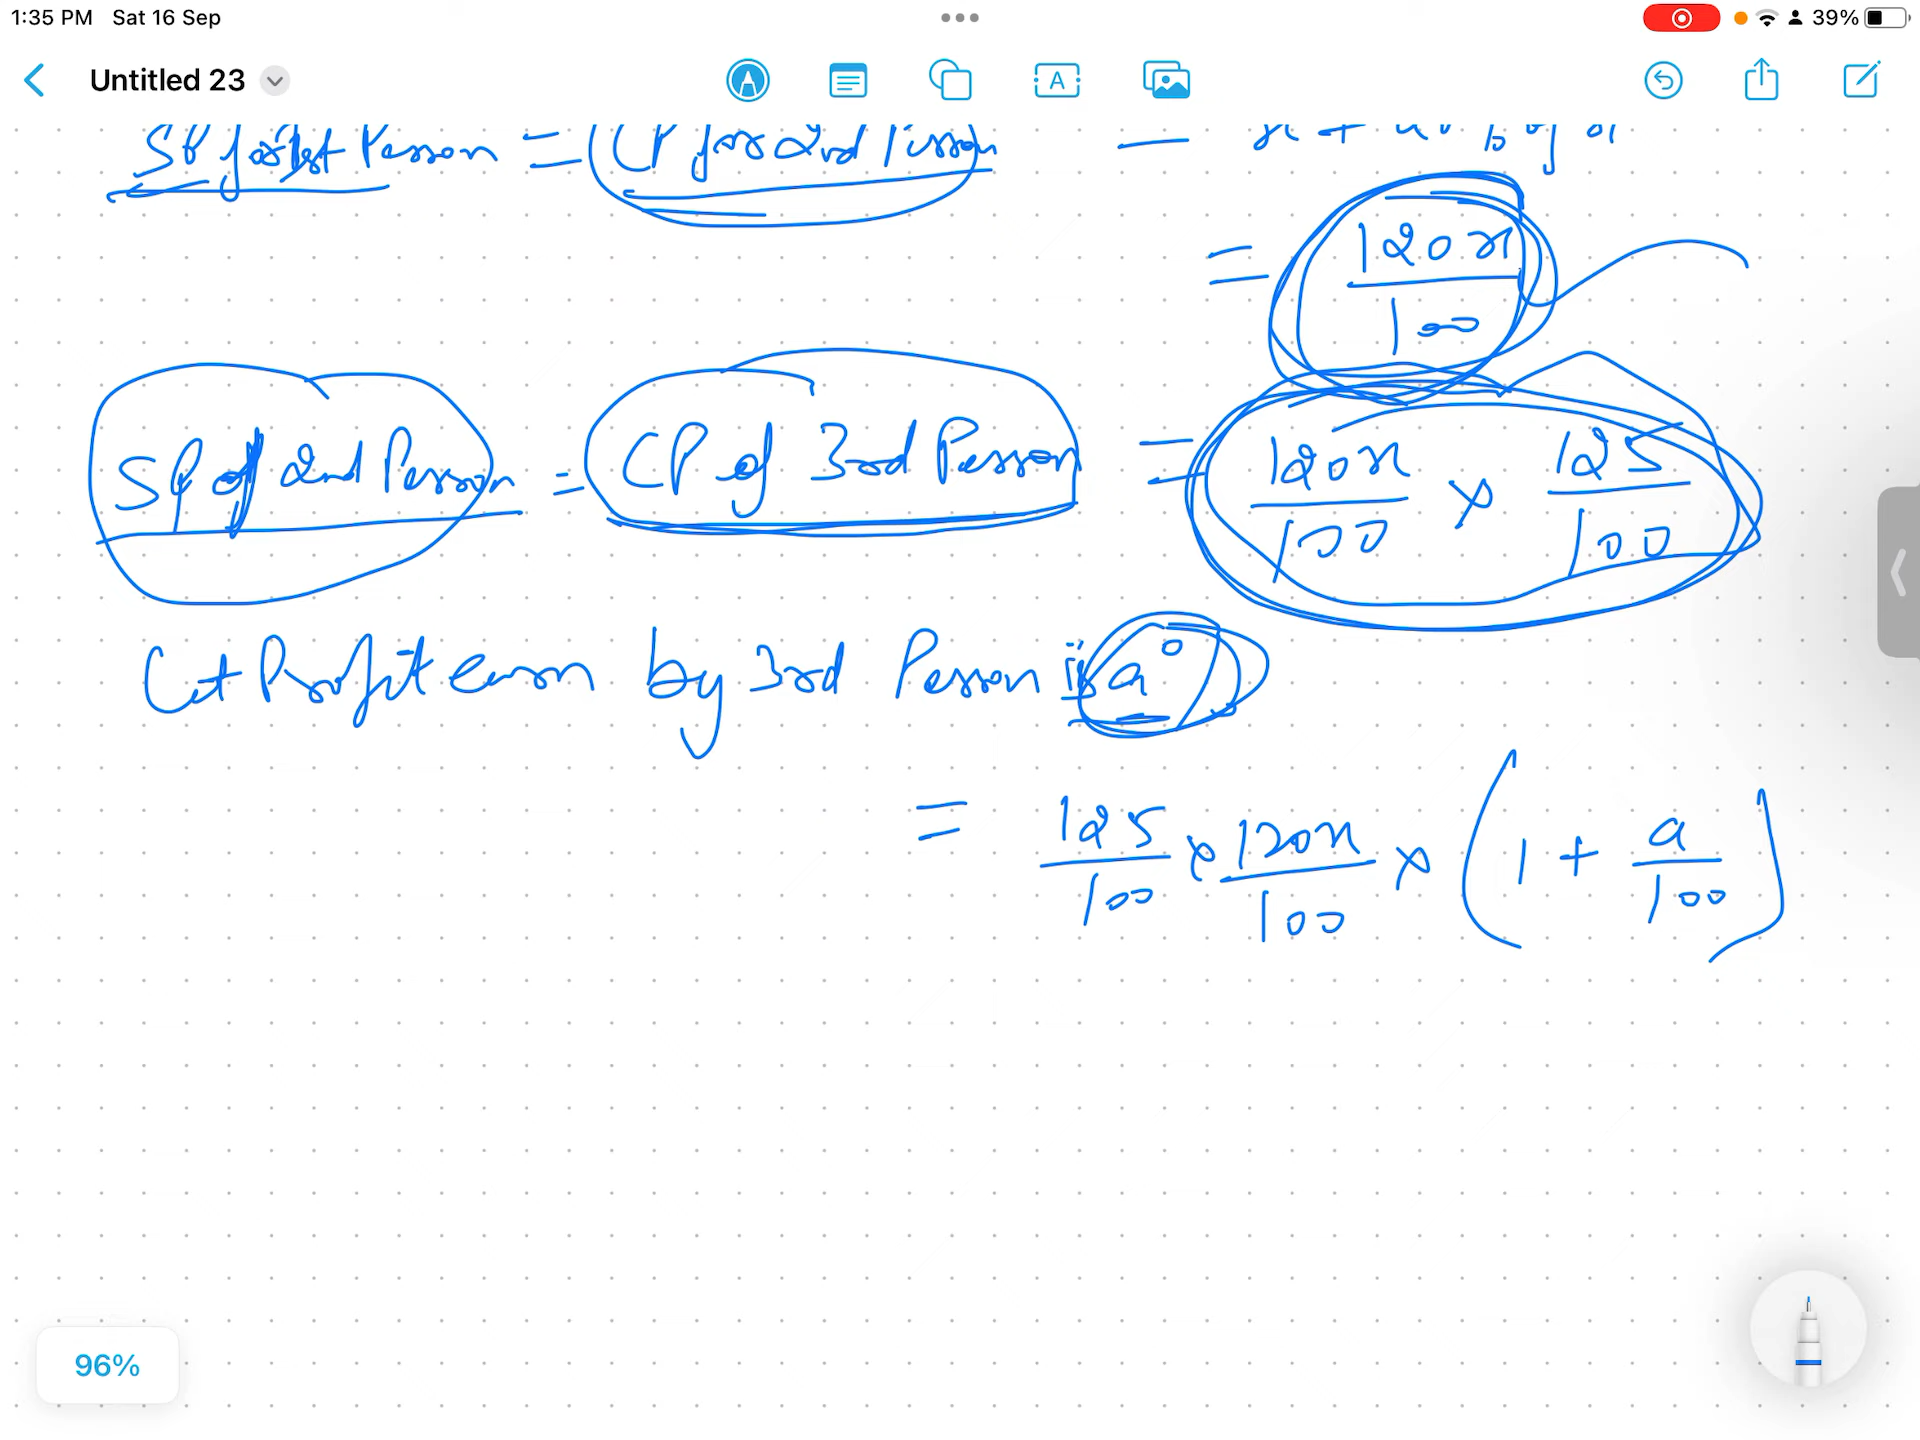 1:35 PM Sat 16 Sep
39%
Untitled 23
A
SP for 1st Person = CP for 2nd Person
= 120x/100
SP of 2nd Person = CP of 3rd Person = 120x/100 × 125/100
Let Profit earn by 3rd Person is a
= 125/100 × 120x/100 × (1 + a/100)
96%